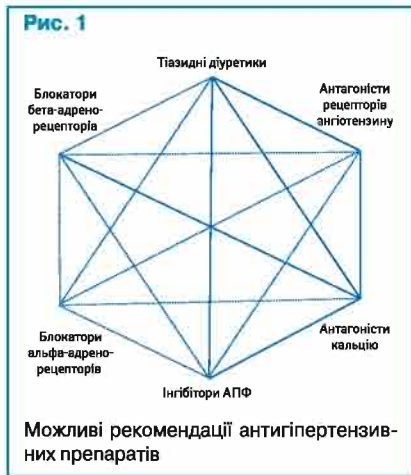 Рис. 1
Тіазидні діуретики
Блокатори
бета-адрено-
рецепторів
Антагоністи
рецепторів
ангіотензину
Блокатори
альфа-адрено-
рецепторів
Антагоністи
кальцію
Інгібітори АПФ
Можливі рекомендації антигіпертензив-
них препаратів